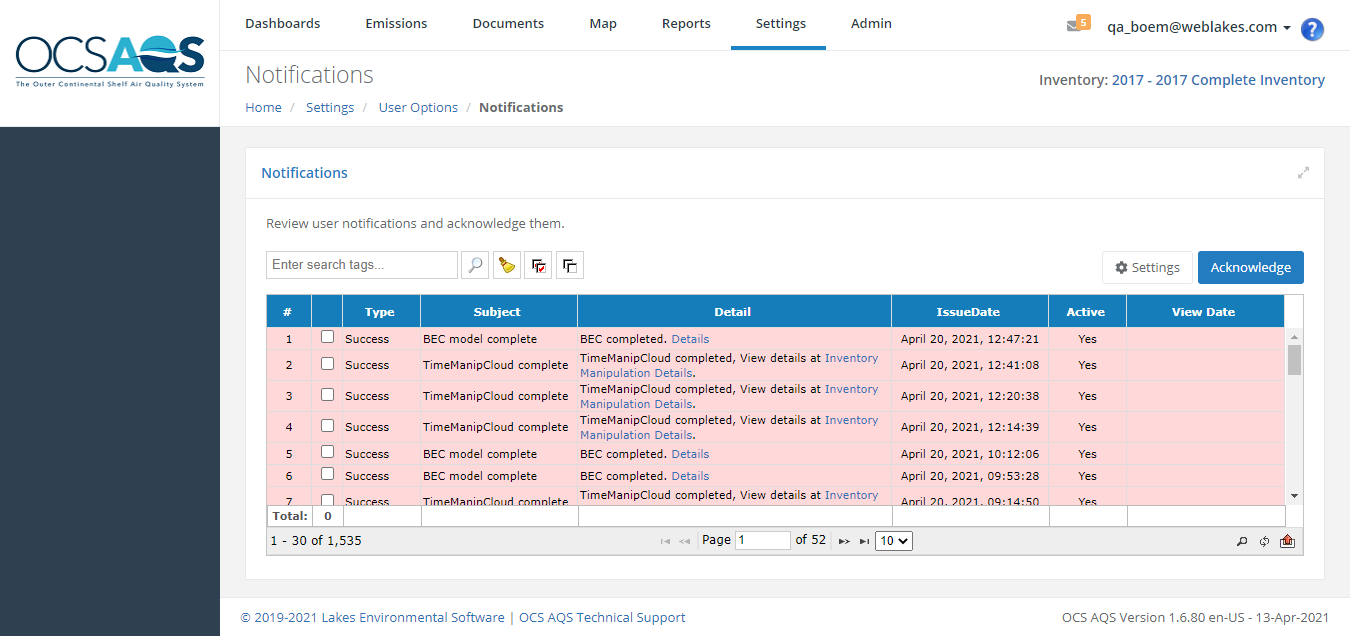 OCSAQS
The Outer Continental Shelf Air Quality System
Dashboards Emissions Documents Map Reports Settings Admin
5 qa_boem@weblakes.com ?
Notifications
Inventory: 2017 - 2017 Complete Inventory
Home / Settings / User Options / Notifications
Notifications
Review user notifications and acknowledge them.
Enter search tags... Settings Acknowledge
# Type Subject Detail IssueDate Active View Date
1 Success BEC model complete BEC completed. Details April 20, 2021, 12:47:21 Yes
2 Success TimeManipCloud complete TimeManipCloud completed, View details at Inventory April 20, 2021, 12:41:08 Yes
Manipulation Details.
3 Success TimeManipCloud complete TimeManipCloud completed, View details at Inventory April 20, 2021, 12:20:38 Yes
Manipulation Details.
4 Success TimeManipCloud complete TimeManipCloud completed, View details at Inventory April 20, 2021, 12:14:39 Yes
Manipulation Details.
5 Success BEC model complete BEC completed. Details April 20, 2021, 10:12:06 Yes
6 Success BEC model complete BEC completed. Details April 20, 2021, 09:53:28 Yes
7 Success TimeManipCloud complete TimeManipCloud completed, View details at Inventory April 20, 2021, 09:14:50 Yes
Total: 0
1 - 30 of 1,535 Page 1 of 52 10
© 2019-2021 Lakes Environmental Software | OCS AQS Technical Support OCS AQS Version 1.6.80 en-US - 13-Apr-2021